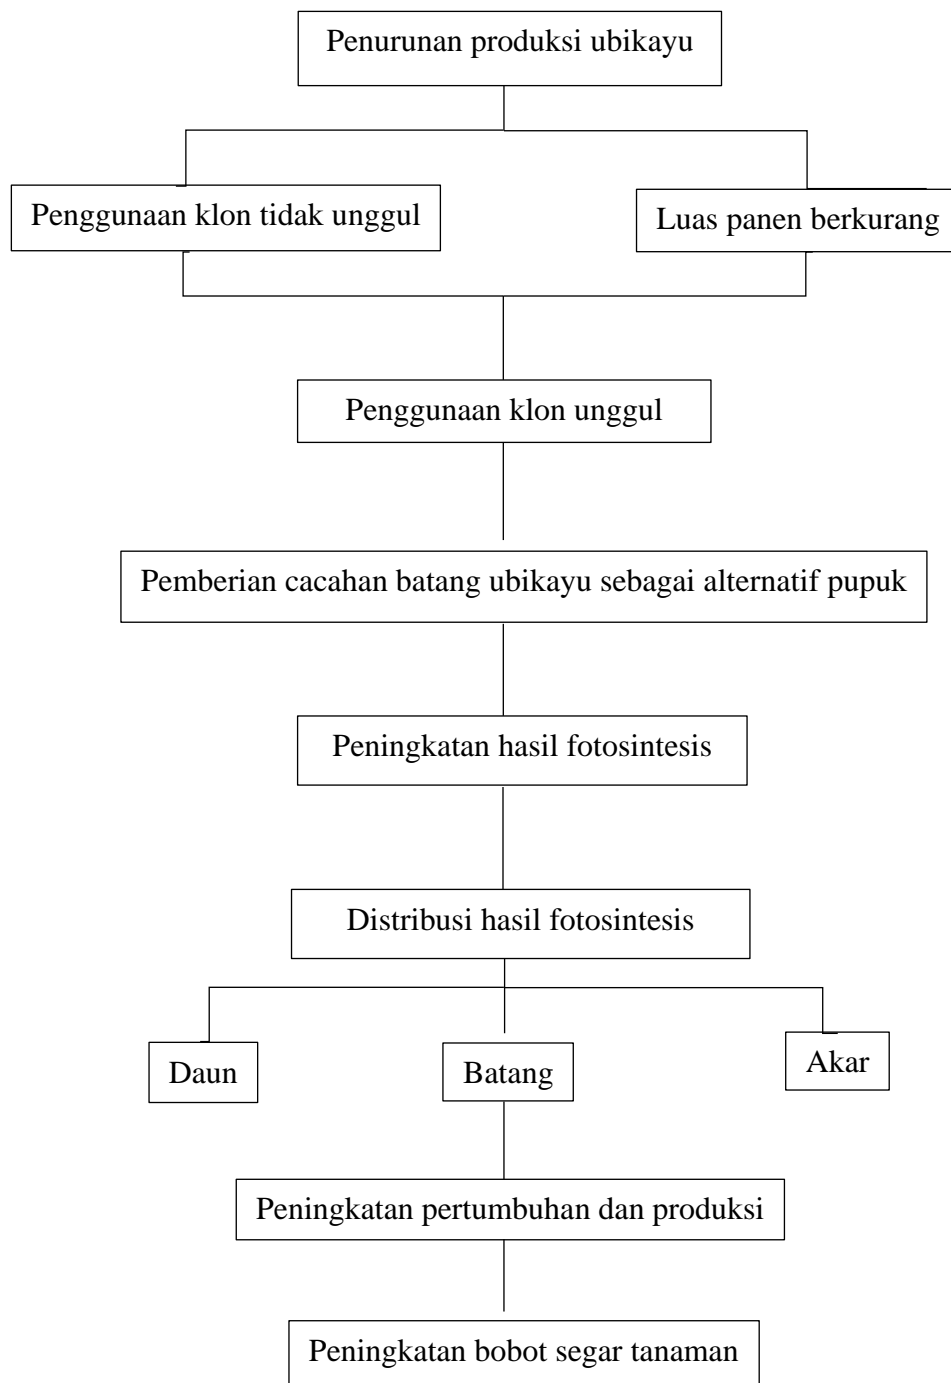 Penurunan produksi ubikayu
Penggunaan klon tidak unggul
Luas panen berkurang
Penggunaan klon unggul
Pemberian cacahan batang ubikayu sebagai alternatif pupuk
Peningkatan hasil fotosintesis
Distribusi hasil fotosintesis
Daun
Batang
Akar
Peningkatan pertumbuhan dan produksi
Peningkatan bobot segar tanaman